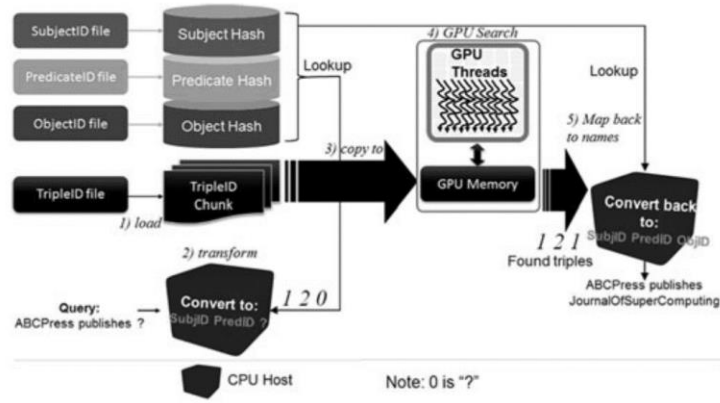 SubjectID file
Subject Hash
PredicateID file
Predicate Hash
ObjectID file
Object Hash
Lookup
4) GPU Search
GPU
Threads
Lookup
5) Map back
to names
3) copy to
GPU Memory
TripleID file
TripleID
Chunk
1) load
Convert back
to:
SubjID PredID ObjID
1 2 1
Found triples
2) transform
Query:
ABCPress publishes ?
Convert to:
SubjID PredID ?
1 2 0
ABCPress publishes
JournalOfSuperComputing
CPU Host
Note: 0 is “?”